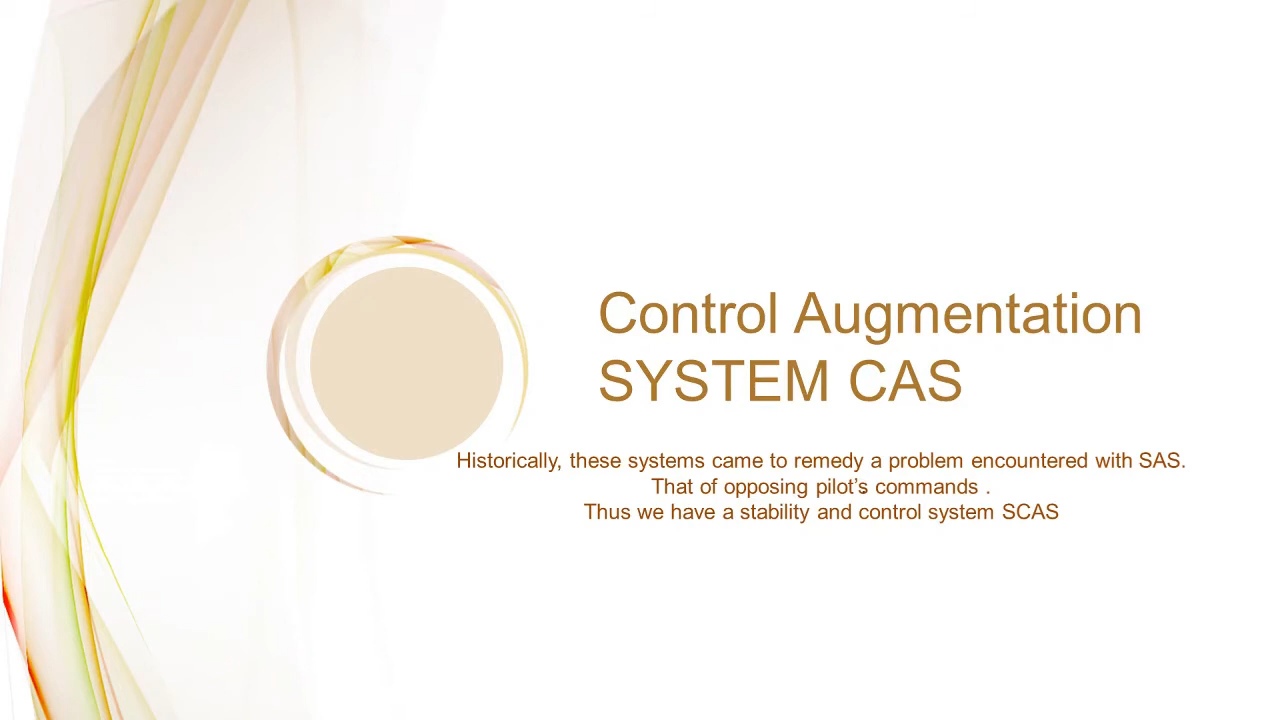 Control Augmentation
SYSTEM CAS
Historically, these systems came to remedy a problem encountered with SAS.
That of opposing pilot’s commands .
Thus we have a stability and control system SCAS